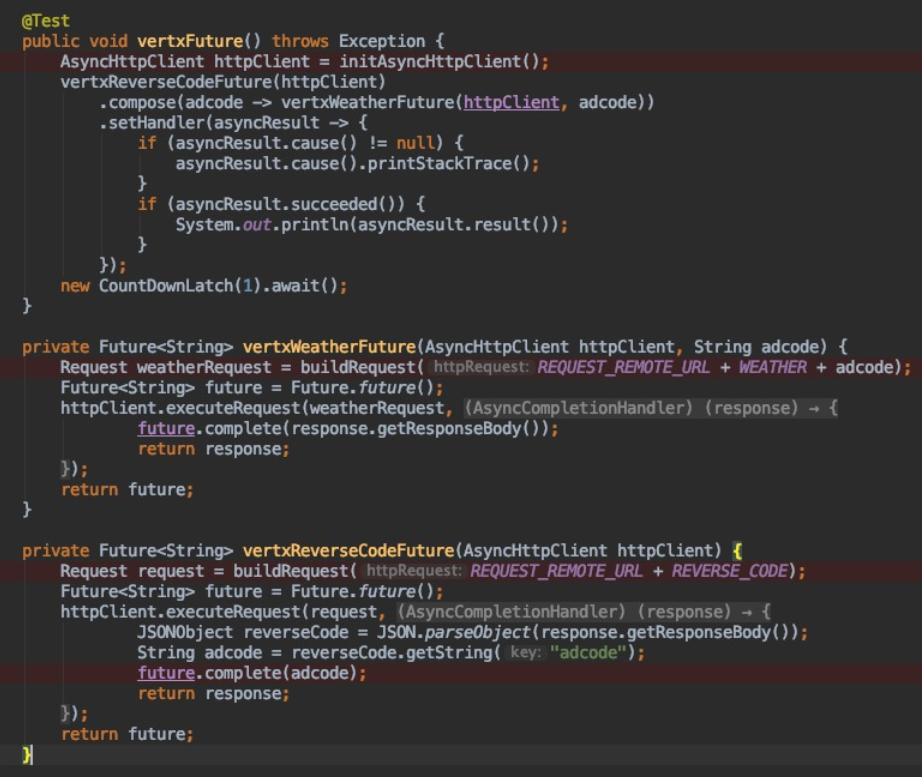 @Test
public void vertxFuture() throws Exception {
    AsyncHttpClient httpClient = initAsyncHttpClient();
    vertxReverseCodeFuture(httpClient)
        .compose(adcode -> vertxWeatherFuture(httpClient, adcode))
        .setHandler(asyncResult -> {
            if (asyncResult.cause() != null) {
                asyncResult.cause().printStackTrace();
            }
            if (asyncResult.succeeded()) {
                System.out.println(asyncResult.result());
            }
        });
    new CountDownLatch(1).await();
}
private Future<String> vertxWeatherFuture(AsyncHttpClient httpClient, String adcode) {
    Request weatherRequest = buildRequest( httpRequest: REQUEST_REMOTE_URL + WEATHER + adcode);
    Future<String> future = Future.future();
    httpClient.executeRequest(weatherRequest, (AsyncCompletionHandler) (response) → {
            future.complete(response.getResponseBody());
            return response;
    });
    return future;
}
private Future<String> vertxReverseCodeFuture(AsyncHttpClient httpClient) {
    Request request = buildRequest( httpRequest: REQUEST_REMOTE_URL + REVERSE_CODE);
    Future<String> future = Future.future();
    httpClient.executeRequest(request, (AsyncCompletionHandler) (response) → {
            JSONObject reverseCode = JSON.parseObject(response.getResponseBody());
            String adcode = reverseCode.getString( key: "adcode");
            future.complete(adcode);
            return response;
    });
    return future;
}